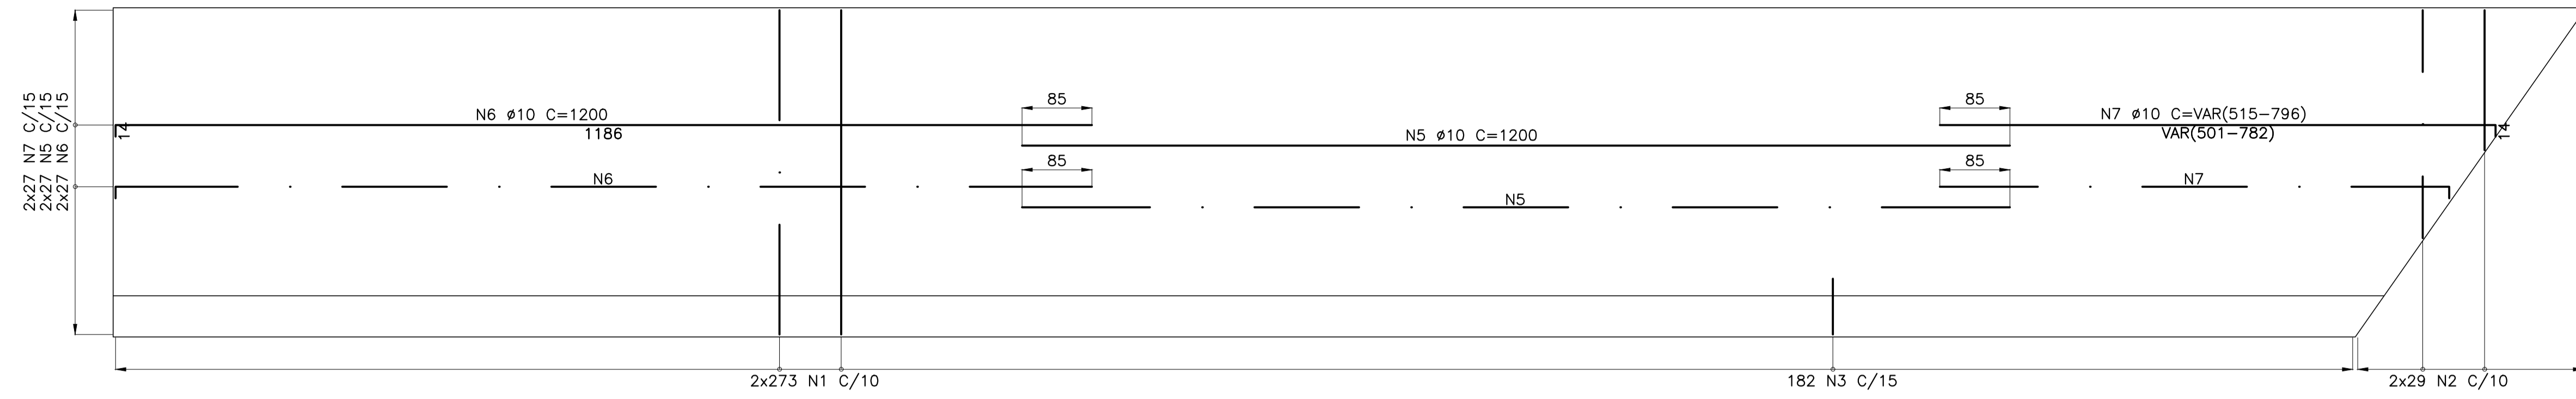 2x27 N7 C/15
2x27 N5 C/15
2x27 N6 C/15
85
85
N6 ø10 C=1200
14
1186
N5 ø10 C=1200
N7 ø10 C=VAR(515-796)
VAR(501-782)
14
85
85
N6
N5
N7
2x273 N1 C/10
182 N3 C/15
2x29 N2 C/10